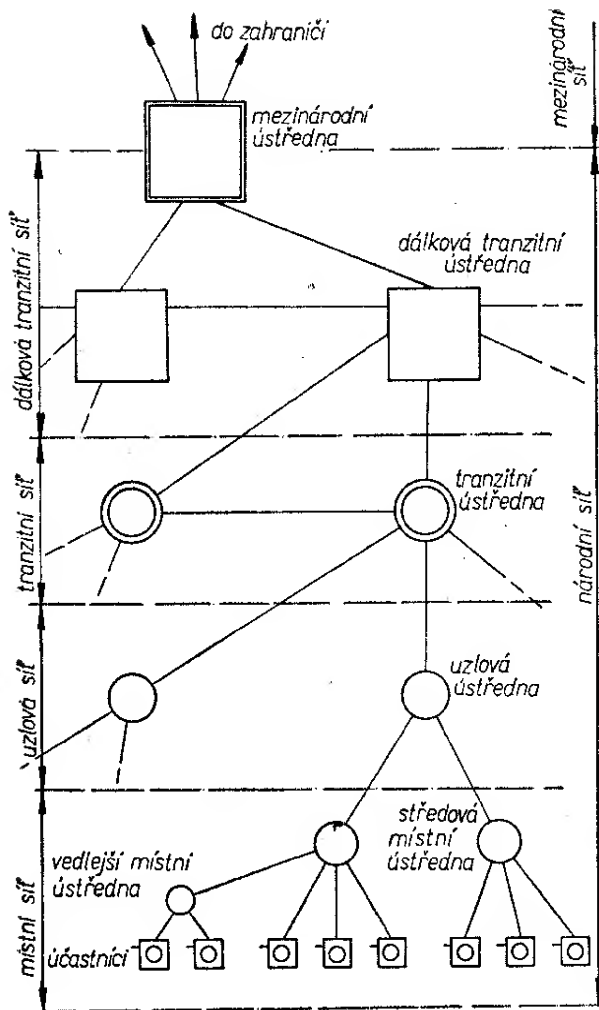 do zahraničí
mezinárodní
síť
mezinárodní
ústředna
dálková tranzitní
ústředna
dálková tranzitní síť
tranzitní
ústředna
tranzitní síť
národní síť
uzlová
ústředna
uzlová síť
středová
místní
ústředna
vedlejší místní
ústředna
účastníci
místní síť